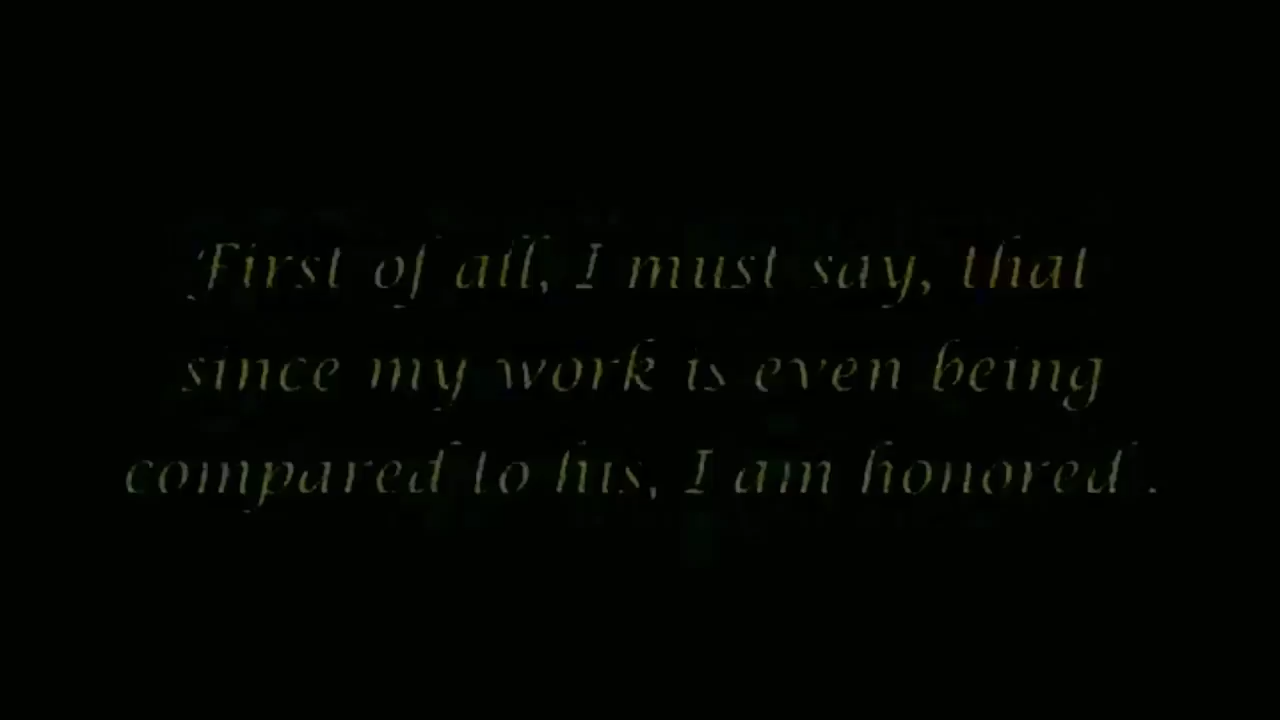 First of all, I must say, that
since my work is even being
compared to his, I am honored .